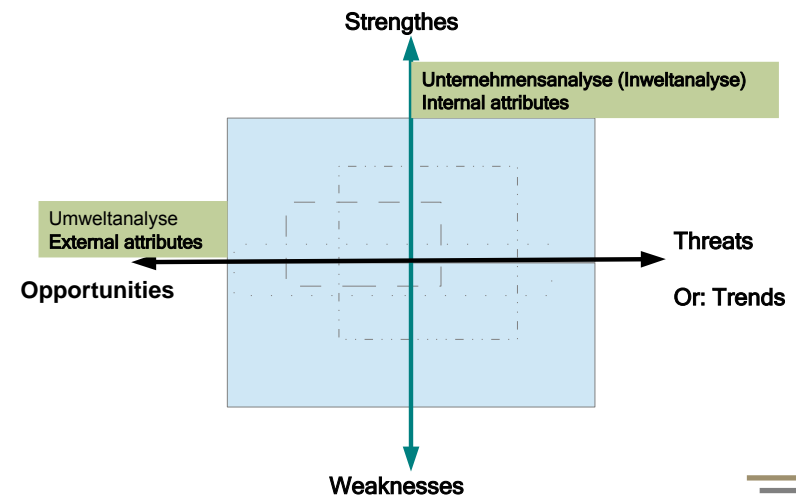 Strengthes
Unternehmensanalyse (Inweltanalyse)
Internal attributes
Umweltanalyse
External attributes
Threats
Opportunities
Or: Trends
Weaknesses